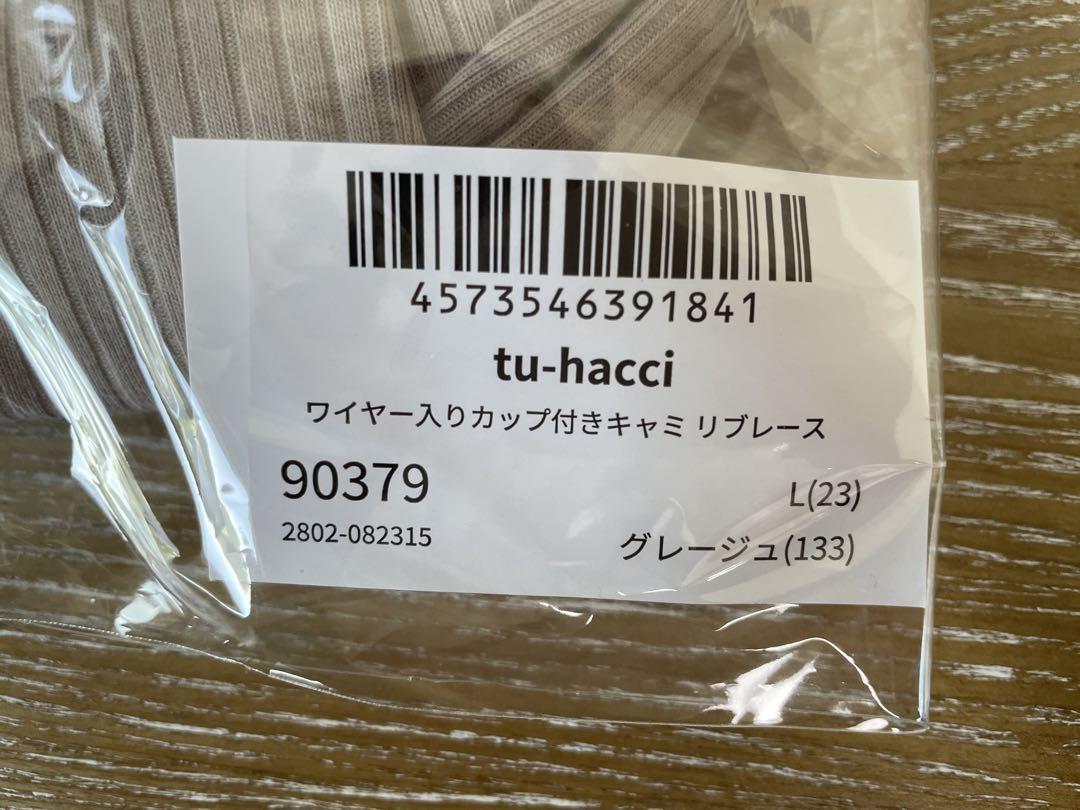 4573546391841
tu-hacci
ワイヤー入りカップ付きキャミ リブレース
90379
L(23)
2802-082315
グレージュ(133)